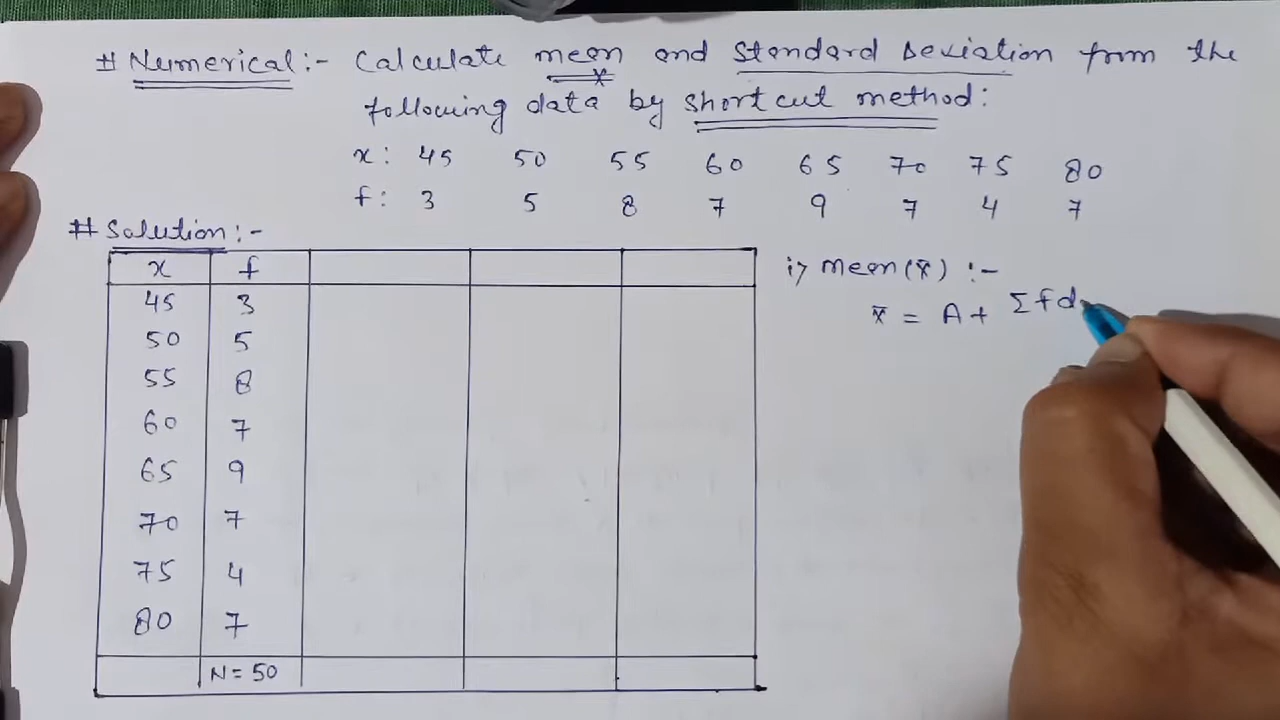 # Numerical:- Calculate mean and Standard Deviation from the
following data by shortcut method:
x: 45 50 55 60 65 70 75 80
f: 3 5 8 7 9 7 4 7
# Solution:-
x f
45 3
50 5
55 8
60 7
65 9
70 7
75 4
80 7
N = 50
i) Mean (x̄) :-
x̄ = A + Σfd